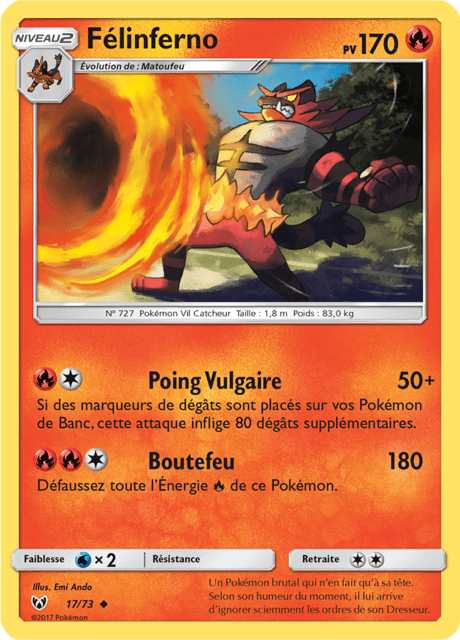 NIVEAU 2
Félinferno
PV 170
Évolution de : Matoufeu
N° 727 Pokémon Vil Catcheur Taille : 1,8 m Poids : 83,0 kg
Poing Vulgaire 50+
Si des marqueurs de dégâts sont placés sur vos Pokémon
de Banc, cette attaque inflige 80 dégâts supplémentaires.
Boutefeu 180
Défaussez toute l'Énergie de ce Pokémon.
Faiblesse ×2 Résistance Retraite
Illus. Emi Ando
17/73
©2017 Pokémon
Un Pokémon brutal qui n'en fait qu'à sa tête.
Selon son humeur du moment, il lui arrive
d'ignorer sciemment les ordres de son Dresseur.